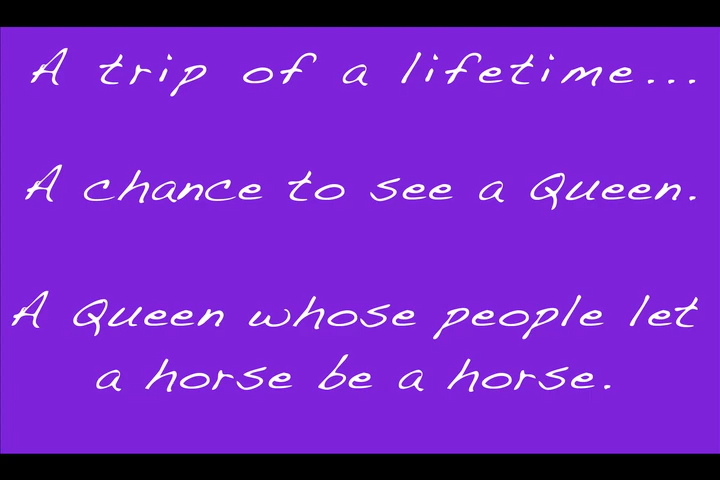 A trip of a lifetime...
A chance to see a Queen.
A Queen whose people let
a horse be a horse.